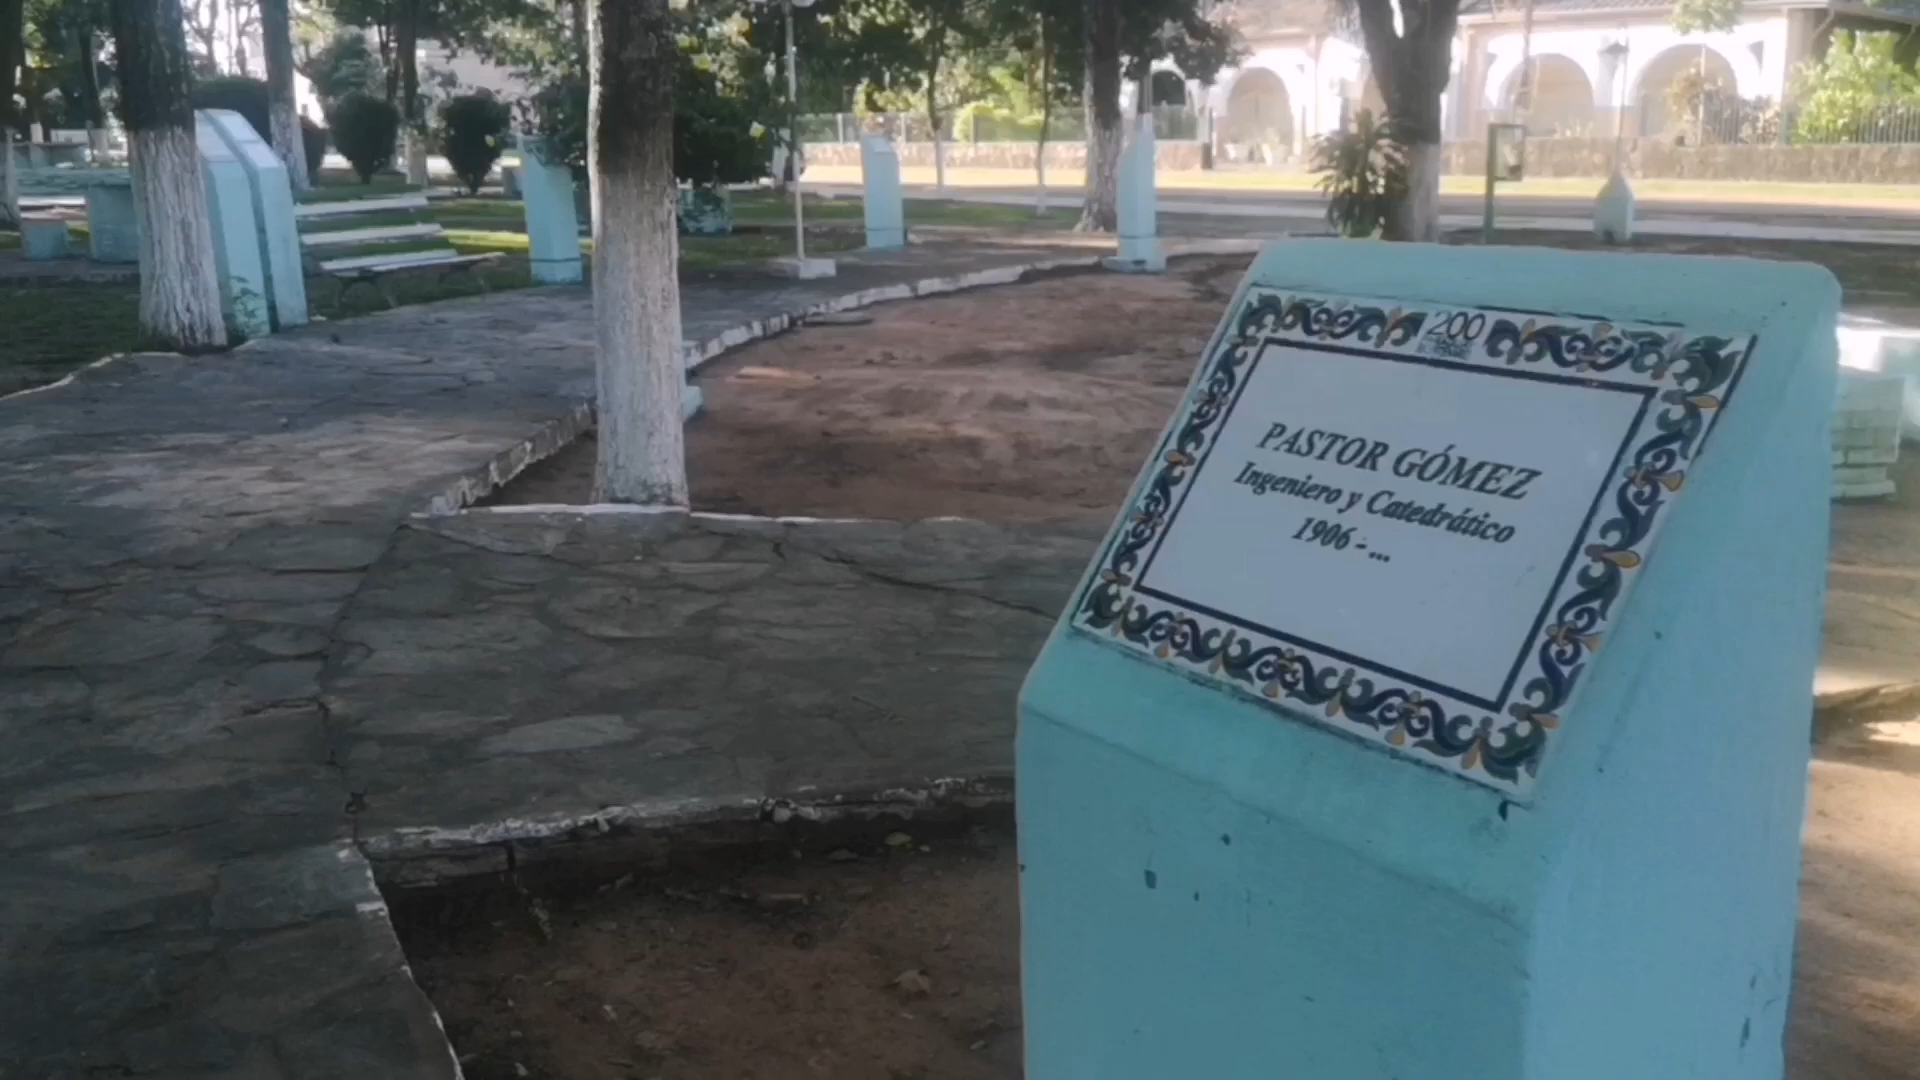 200
PASTOR GÓMEZ
Ingeniero y Catedrático
1906 - ...